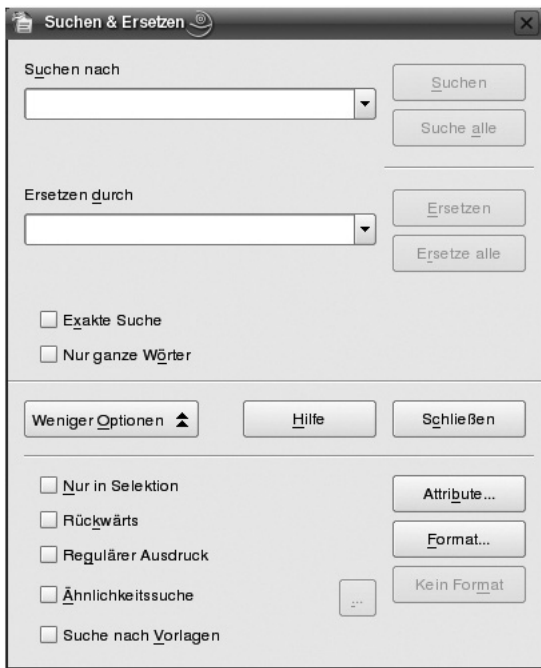 Suchen & Ersetzen
Suchen nach
Suchen
Suche alle
Ersetzen durch
Ersetzen
Ersetze alle
Exakte Suche
Nur ganze Wörter
Weniger Optionen
Hilfe
Schließen
Nur in Selektion
Attribute...
Rückwärts
Format...
Regulärer Ausdruck
Kein Format
Ähnlichkeitssuche
...
Suche nach Vorlagen